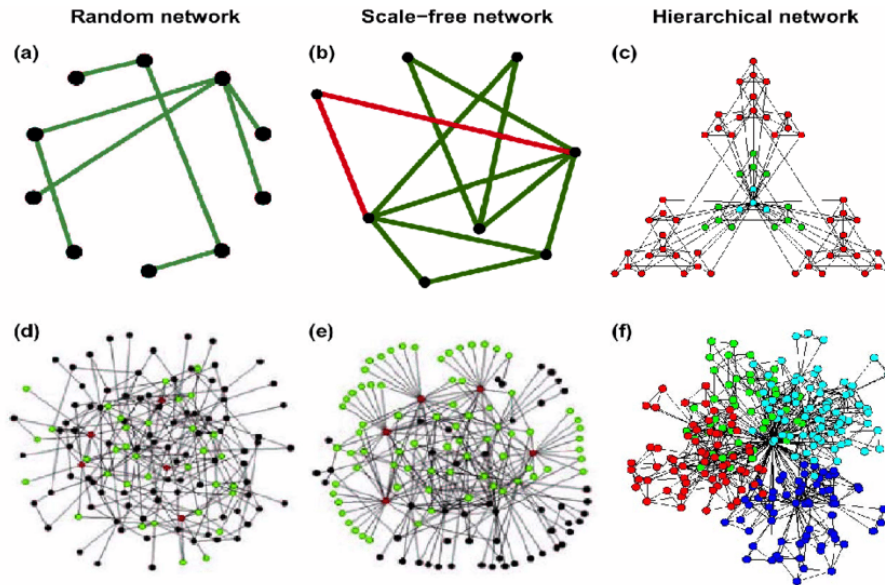 Random network Scale-free network Hierarchical network
(a) (b) (c)
(d) (e) (f)